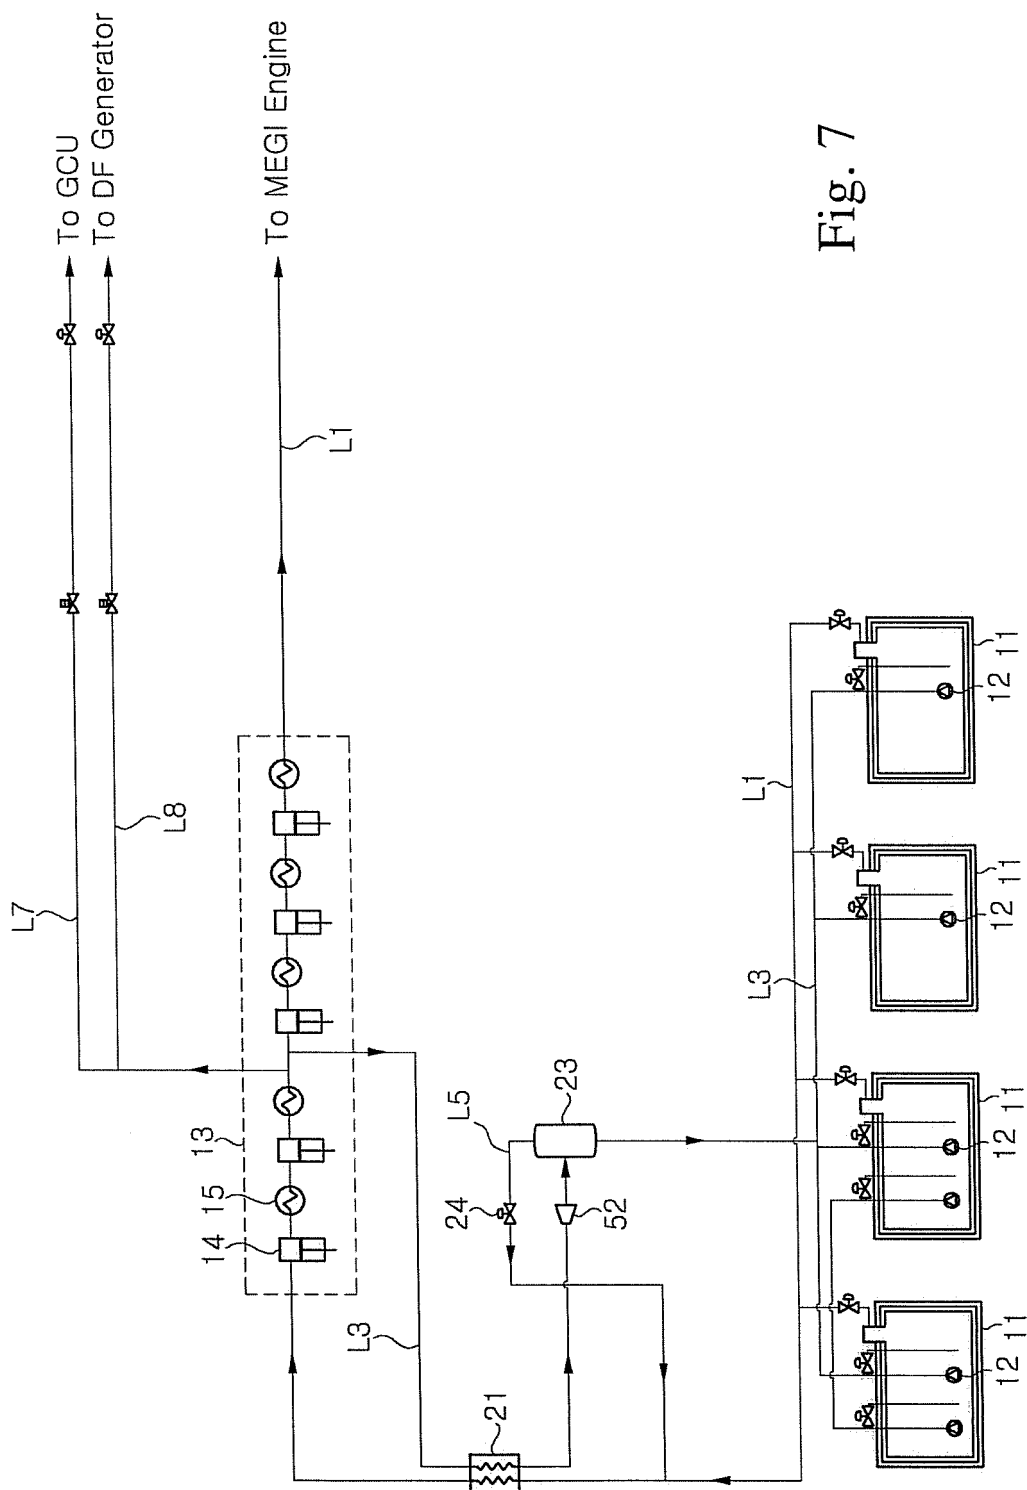 To GCU
To DF Generator
To MEGI Engine
L1
L7
L8
13
15
14
L3
21
L5
24
23
52
L1
L3
11
12
11
12
11
12
11
12
Fig. 7